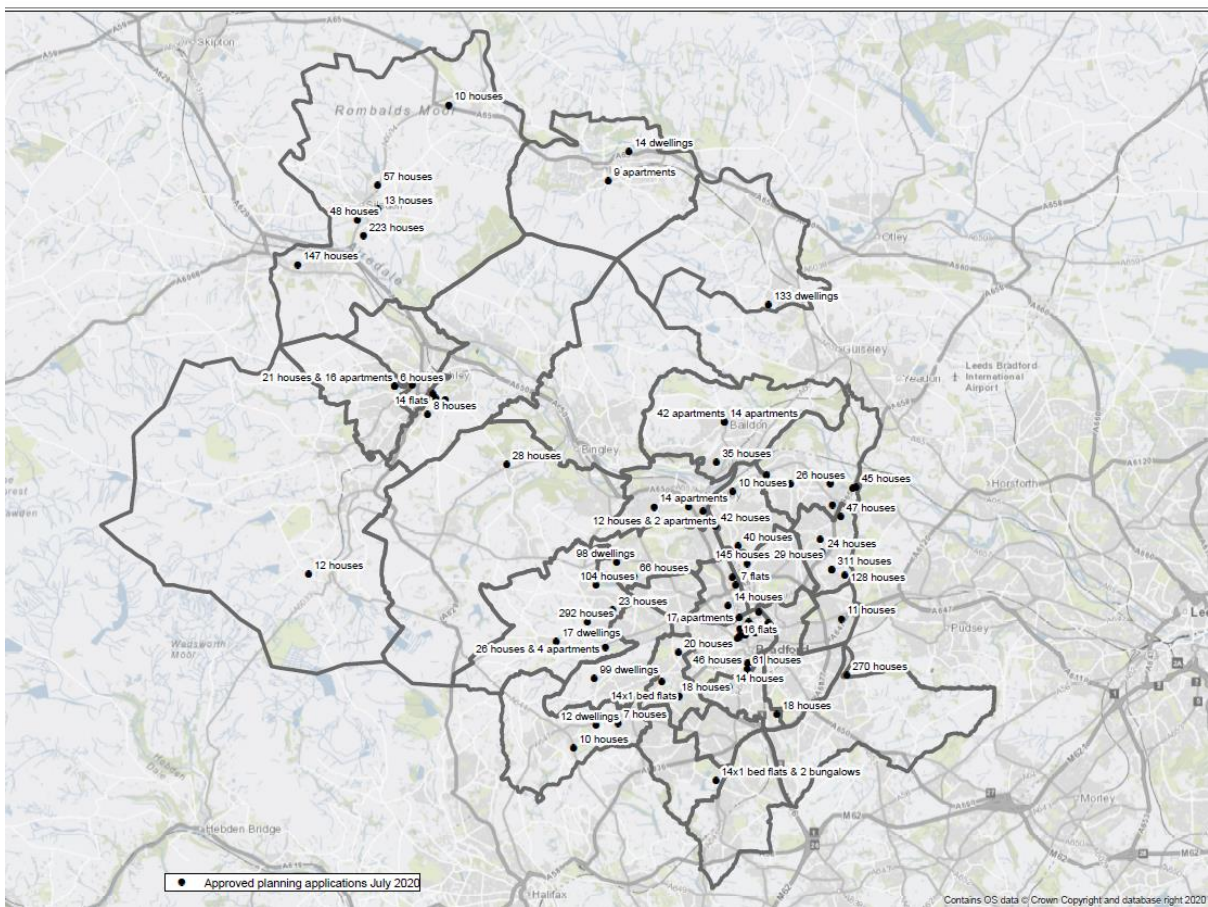 Skipton
10 houses
Rombalds Moor
14 dwellings
9 apartments
57 houses
13 houses
48 houses
223 houses
147 houses
Otley
133 dwellings
Guiseley
Yeadon
Leeds Bradford
International
Airport
21 houses & 16 apartments
6 houses
14 flats
8 houses
42 apartments
14 apartments
Baildon
Bingley
28 houses
35 houses
Horsforth
10 houses
26 houses
45 houses
14 apartments
47 houses
12 houses & 2 apartments
42 houses
40 houses
24 houses
98 dwellings
66 houses
145 houses
29 houses
311 houses
12 houses
104 houses
7 flats
128 houses
23 houses
14 houses
292 houses
17 apartments
11 houses
17 dwellings
16 flats
Pudsey
26 houses & 4 apartments
20 houses
Bradford
46 houses
61 houses
99 dwellings
14 houses
270 houses
14x1 bed flats
18 houses
12 dwellings
7 houses
18 houses
10 houses
14x1 bed flats & 2 bungalows
Wadsworth
Moor
Hebden Bridge
Morley
Halifax
Approved planning applications July 2020
Contains OS data © Crown Copyright and database right 2020